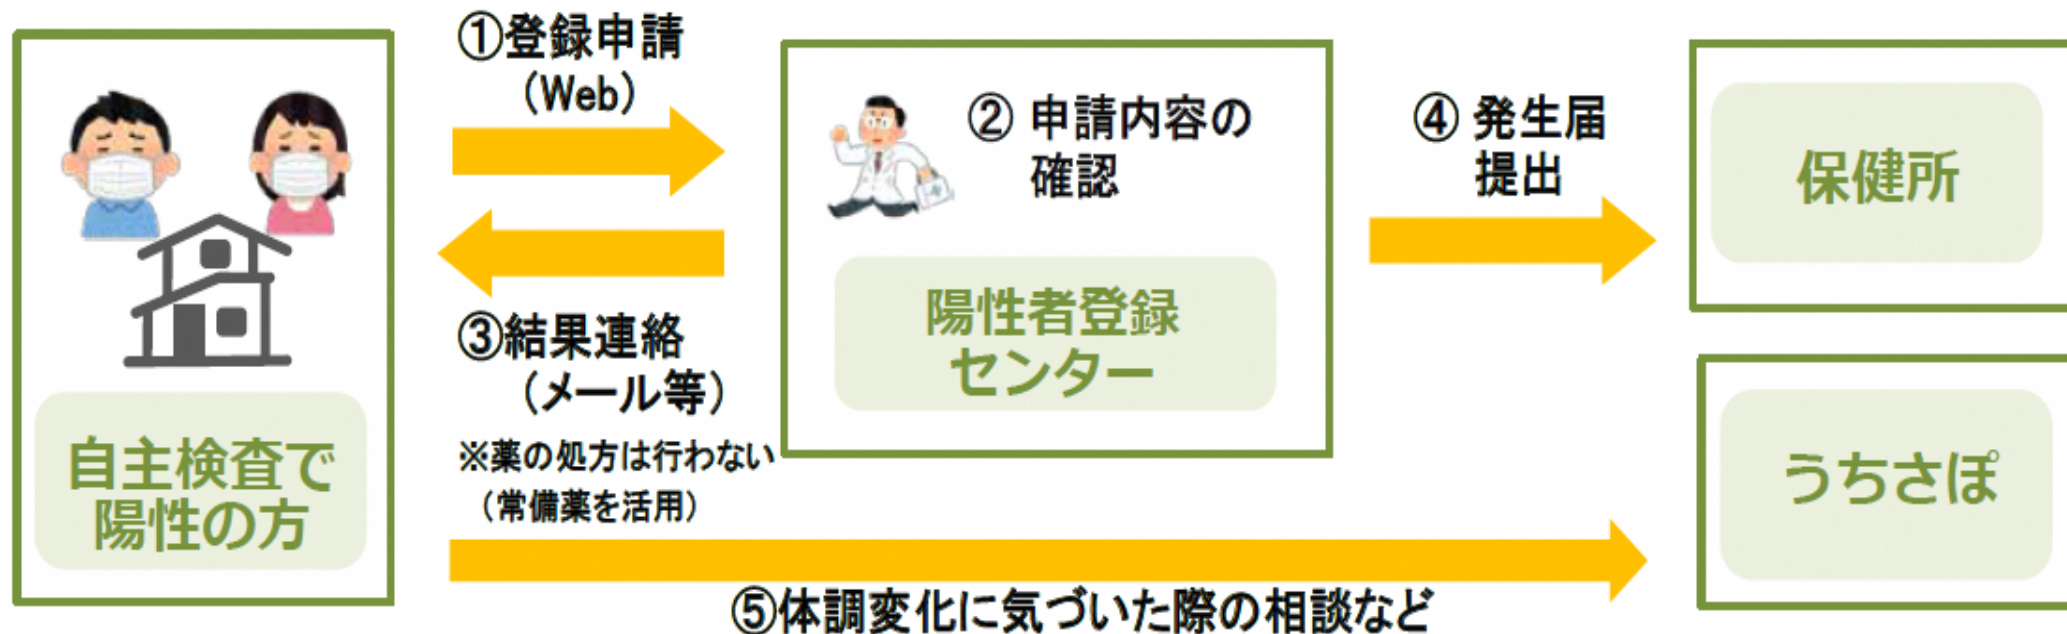 自主検査で
陽性の方
①登録申請
（Web）
③結果連絡
（メール等）
※薬の処方は行わない
（常備薬を活用）
② 申請内容の
確認
陽性者登録
センター
④ 発生届
提出
保健所
うちさぽ
⑤体調変化に気づいた際の相談など